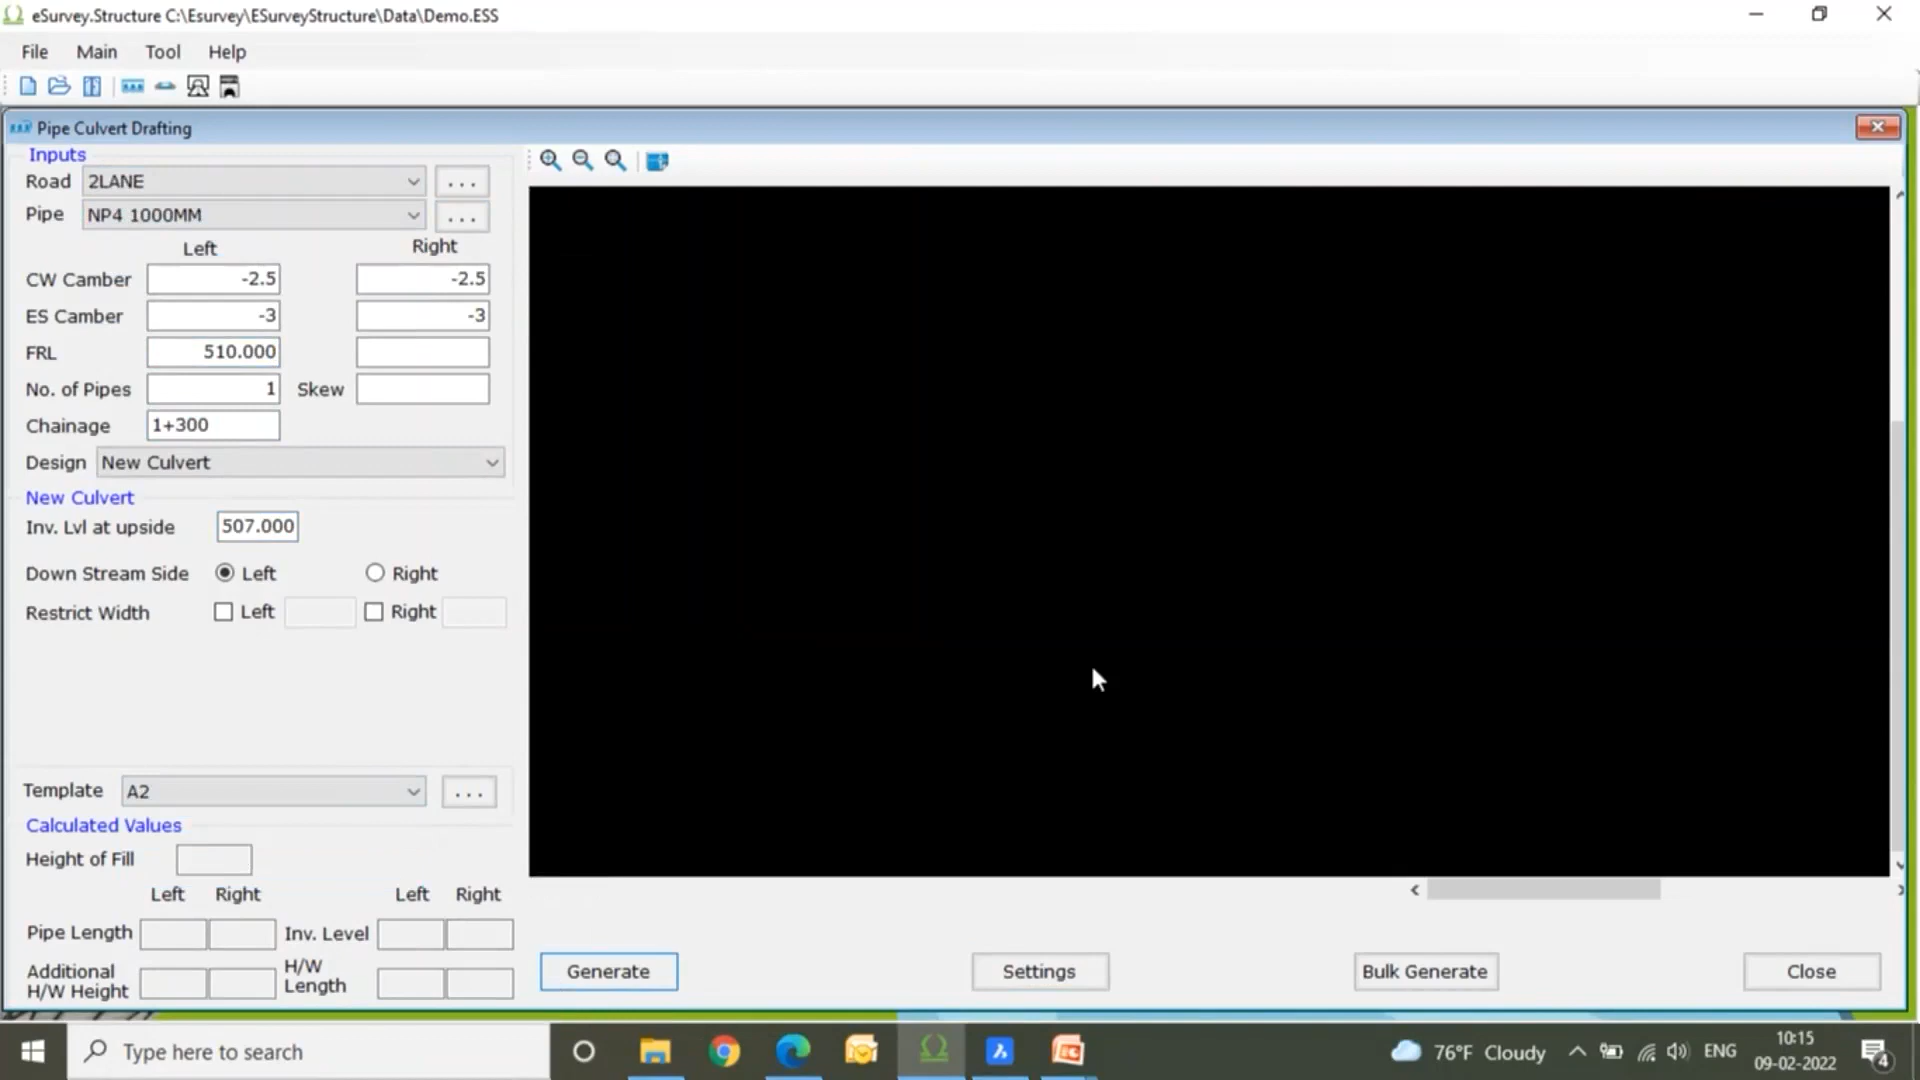 eSurvey.Structure C:\Esurvey\ESurveyStructure\Data\Demo.ESS
File Main Tool Help
Pipe Culvert Drafting
Inputs
Road 2LANE ...
Pipe NP4 1000MM ...
Left Right
CW Camber -2.5 -2.5
ES Camber -3 -3
FRL 510.000
No. of Pipes 1 Skew
Chainage 1+300
Design New Culvert
New Culvert
Inv. Lvl at upside 507.000
Down Stream Side Left Right
Restrict Width Left Right
Template A2 ...
Calculated Values
Height of Fill
Left Right Left Right
Pipe Length Inv. Level
Additional H/W Height H/W Length
Generate Settings Bulk Generate Close
Type here to search 76°F Cloudy ENG 10:15 09-02-2022 4